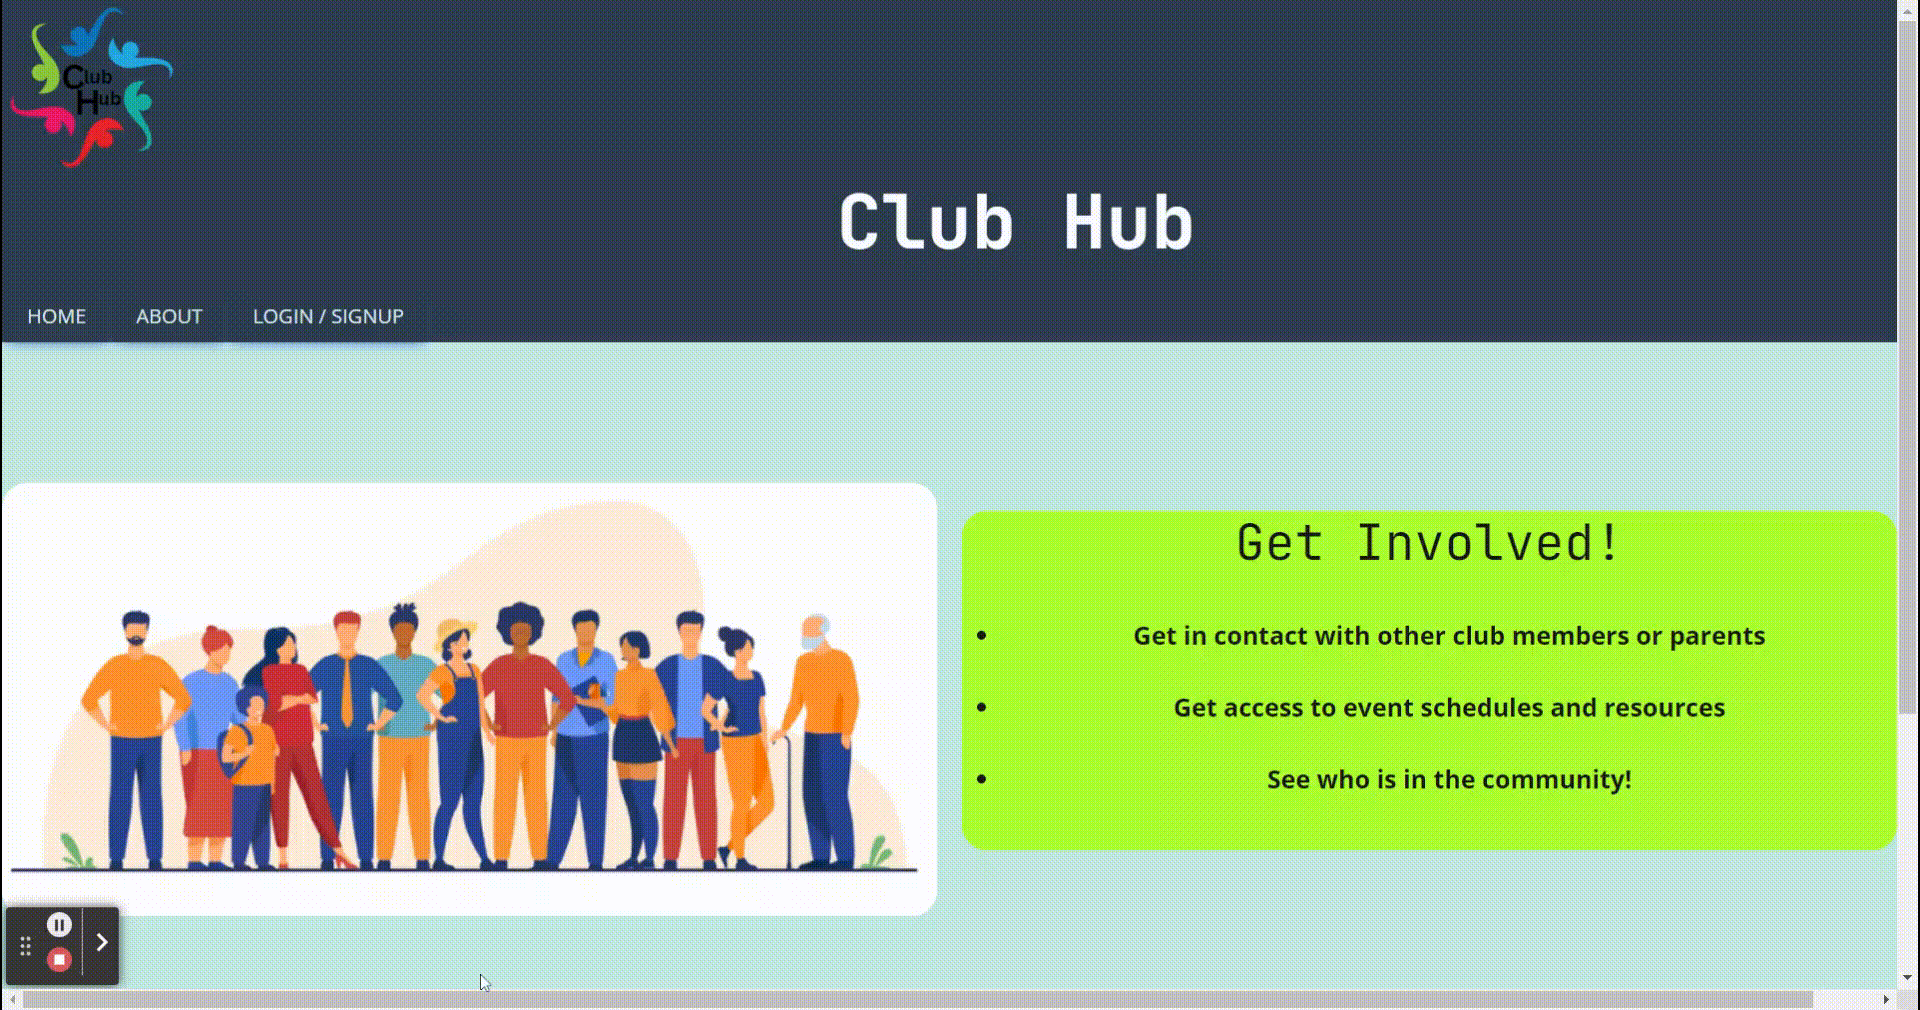 Club
Hub
Club Hub
HOME ABOUT LOGIN / SIGNUP
Get Involved!
Get in contact with other club members or parents
Get access to event schedules and resources
See who is in the community!